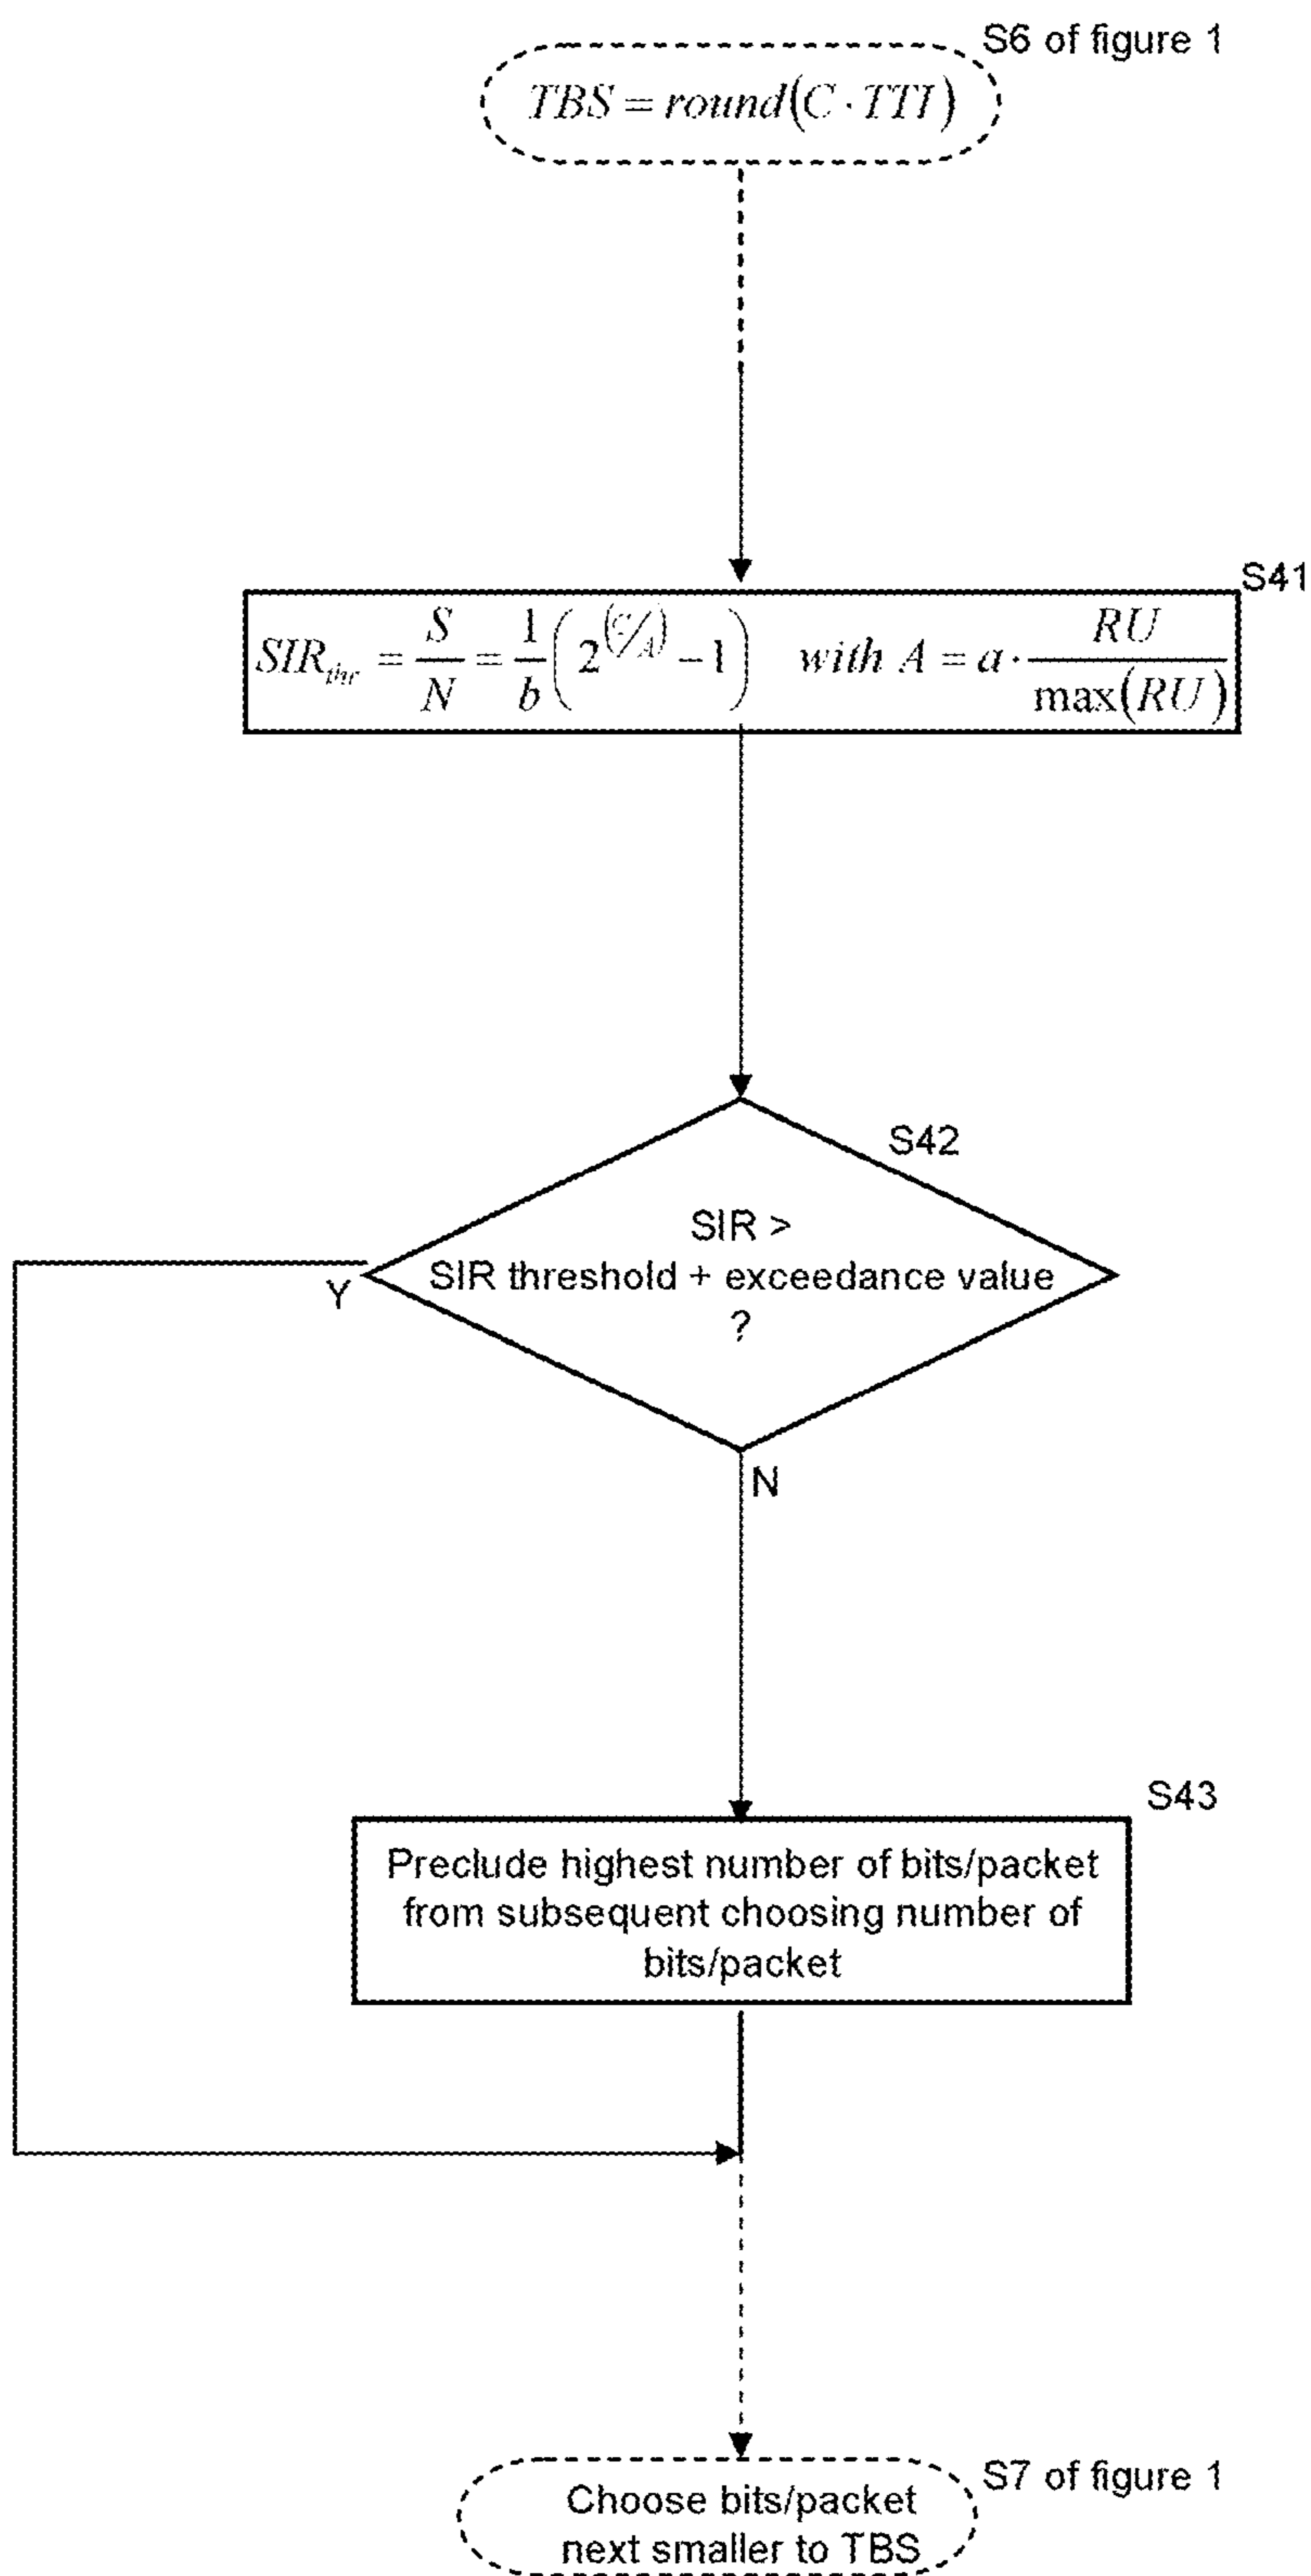 S6 of figure 1
TBS = round(C · TTI)
S41
SIR_thr = S/N = 1/b (2^(C/A) − 1) with A = a · RU/max(RU)
S42
SIR >
SIR threshold + exceedance value
?
Y
N
S43
Preclude highest number of bits/packet
from subsequent choosing number of
bits/packet
S7 of figure 1
Choose bits/packet
next smaller to TBS